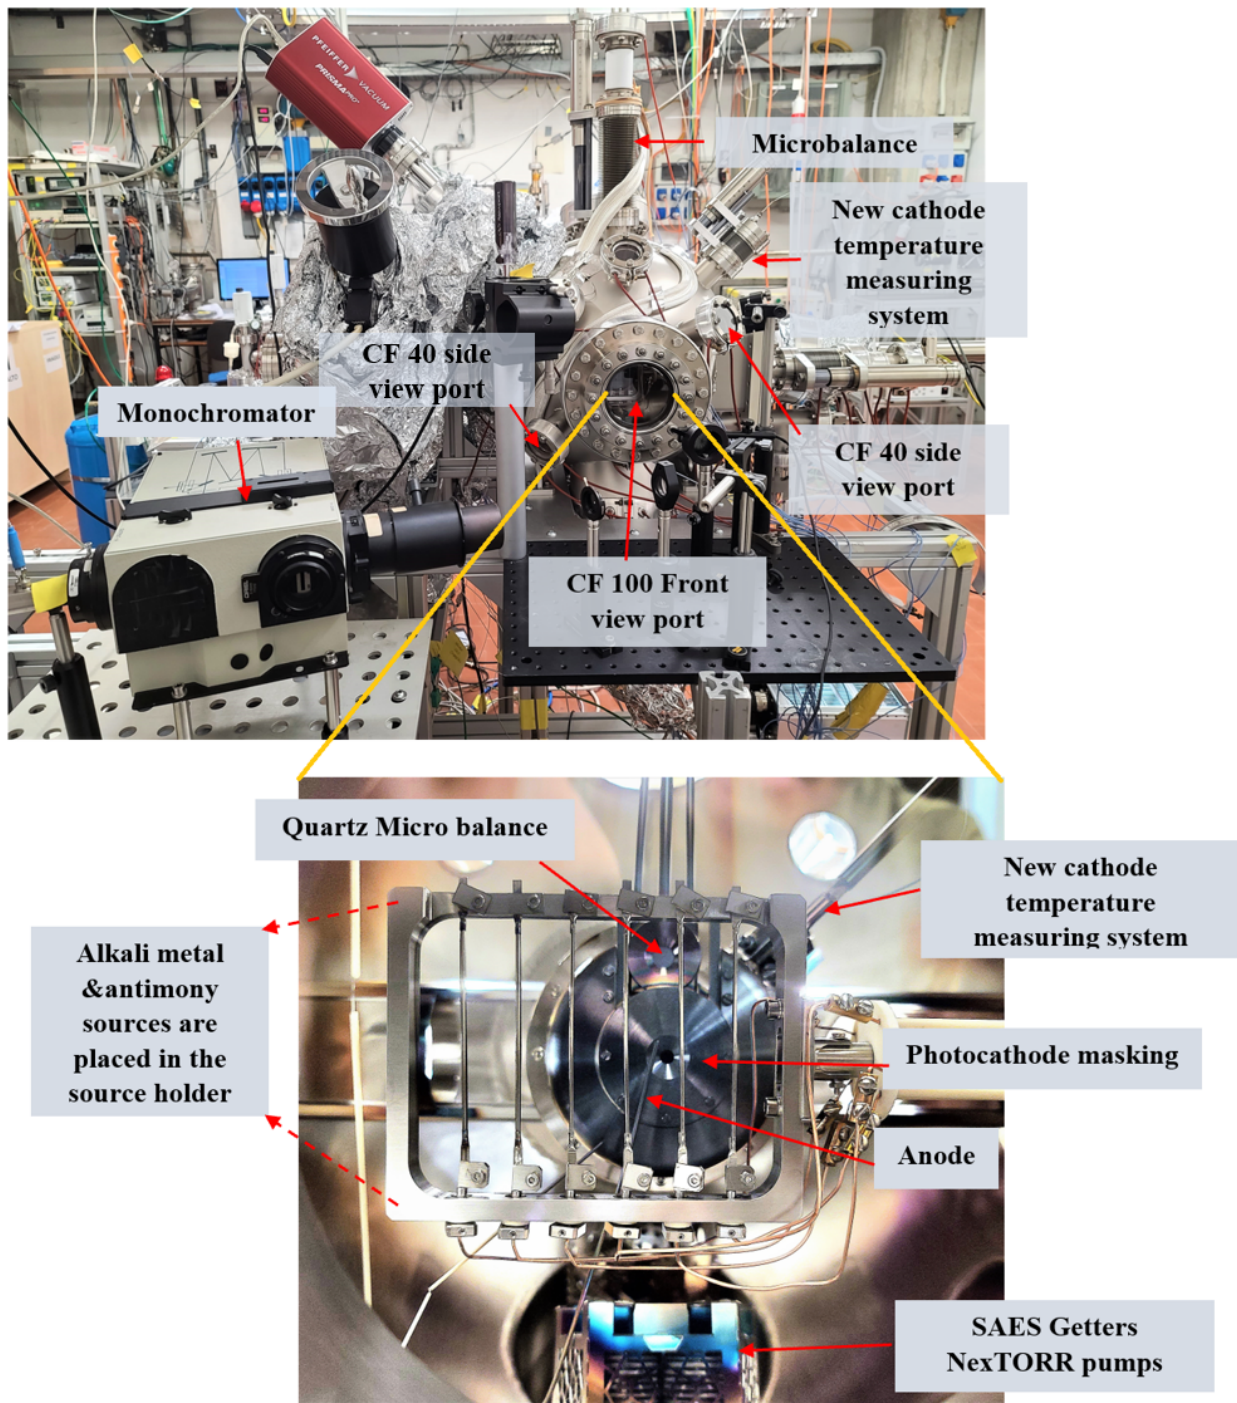 PFEIFFER VACUUM
PRISMAPRO
Microbalance
New cathode
temperature
measuring
system
CF 40 side
view port
Monochromator
CF 40 side
view port
CF 100 Front
view port
Quartz Micro balance
New cathode
temperature
measuring system
Alkali metal
&antimony
sources are
placed in the
source holder
Photocathode masking
Anode
SAES Getters
NexTORR pumps